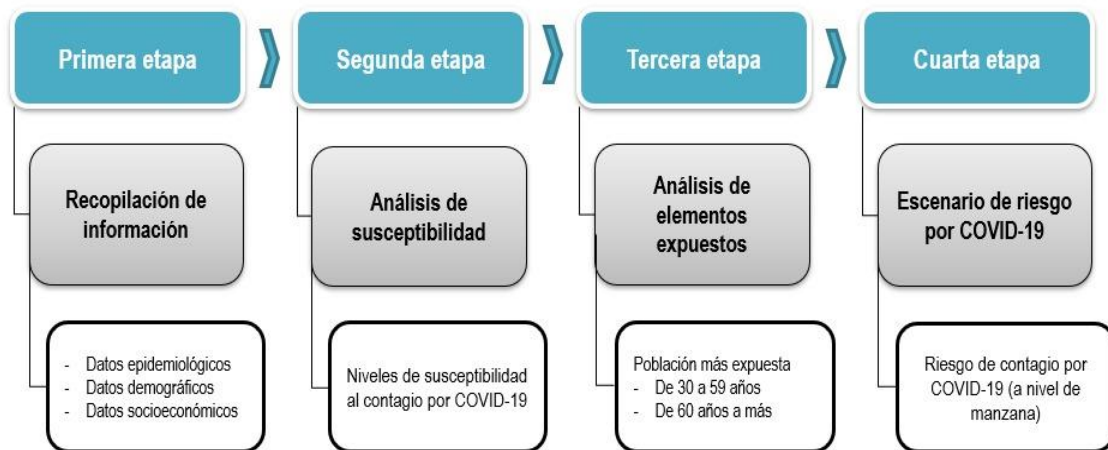 Primera etapa
Segunda etapa
Tercera etapa
Cuarta etapa
Recopilación de
información
Análisis de
susceptibilidad
Análisis de
elementos
expuestos
Escenario de riesgo
por COVID-19
- Datos epidemiológicos
- Datos demográficos
- Datos socioeconómicos
Niveles de susceptibilidad
al contagio por COVID-19
Población más expuesta
- De 30 a 59 años
- De 60 años a más
Riesgo de contagio por
COVID-19 (a nivel de
manzana)